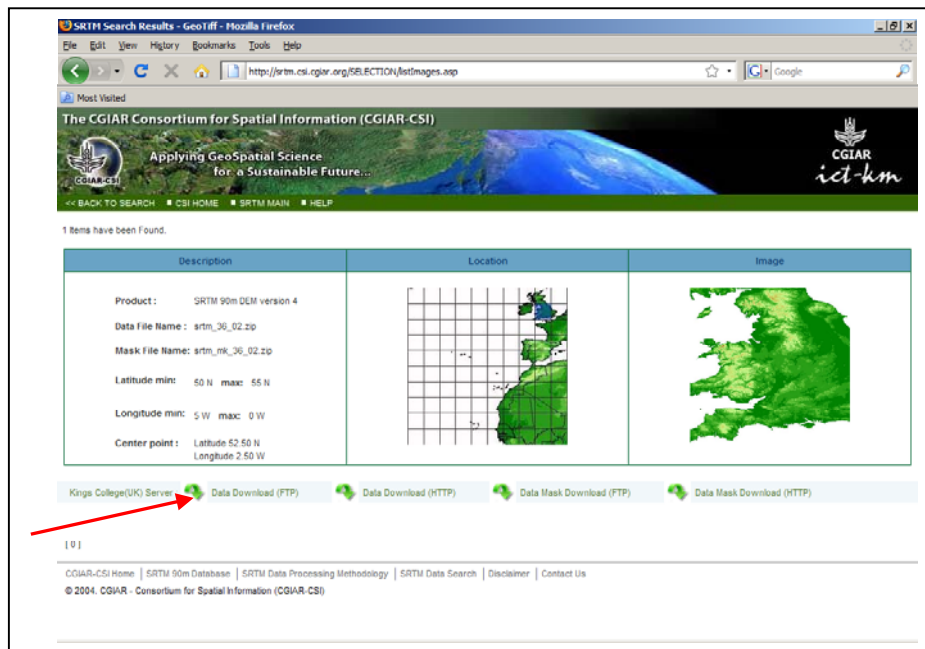 SRTM Search Results - GeoTiff - Mozilla Firefox
File Edit View History Bookmarks Tools Help
http://srtm.csi.cgiar.org/SELECTION/listImages.asp
Google
Most Visited
The CGIAR Consortium for Spatial Information (CGIAR-CSI)
Applying GeoSpatial Science
for a Sustainable Future...
CGIAR-CSI
CGIAR
ict-km
<< BACK TO SEARCH CSI HOME SRTM MAIN HELP
1 Items have been Found.
Description Location Image
Product : SRTM 90m DEM version 4
Data File Name : srtm_36_02.zip
Mask File Name: srtm_mk_36_02.zip
Latitude min: 50 N max: 55 N
Longitude min: 5 W max: 0 W
Center point : Latitude 52.50 N
Longitude 2.50 W
Kings College(UK) Server Data Download (FTP) Data Download (HTTP) Data Mask Download (FTP) Data Mask Download (HTTP)
[ 0 ]
CGIAR-CSI Home | SRTM 90m Database | SRTM Data Processing Methodology | SRTM Data Search | Disclaimer | Contact Us
© 2004. CGIAR - Consortium for Spatial Information (CGIAR-CSI)